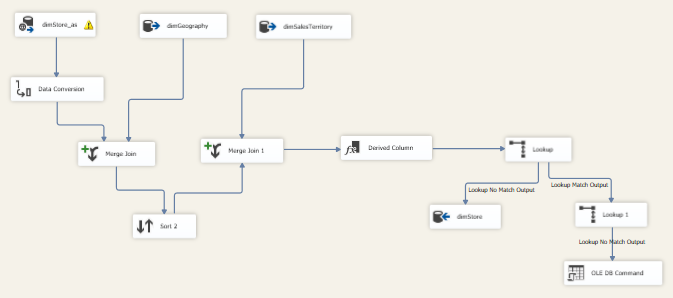 dimStore_as
dimGeography
dimSalesTerritory
Data Conversion
Merge Join
Merge Join 1
Derived Column
Lookup
Lookup No Match Output
Lookup Match Output
Sort 2
dimStore
Lookup 1
Lookup No Match Output
OLE DB Command